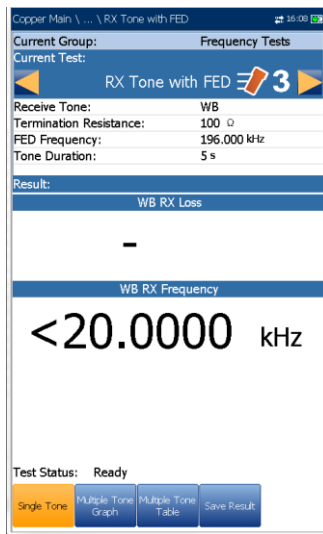 Copper Main \ ... \ RX Tone with FED 16:08
Current Group: Frequency Tests
Current Test:
RX Tone with FED 3
Receive Tone: WB
Termination Resistance: 100 Ω
FED Frequency: 196.000 kHz
Tone Duration: 5 s
Result:
WB RX Loss
-
WB RX Frequency
<20.0000 kHz
Test Status: Ready
Single Tone
Multiple Tone
Graph
Multiple Tone
Table
Save Result